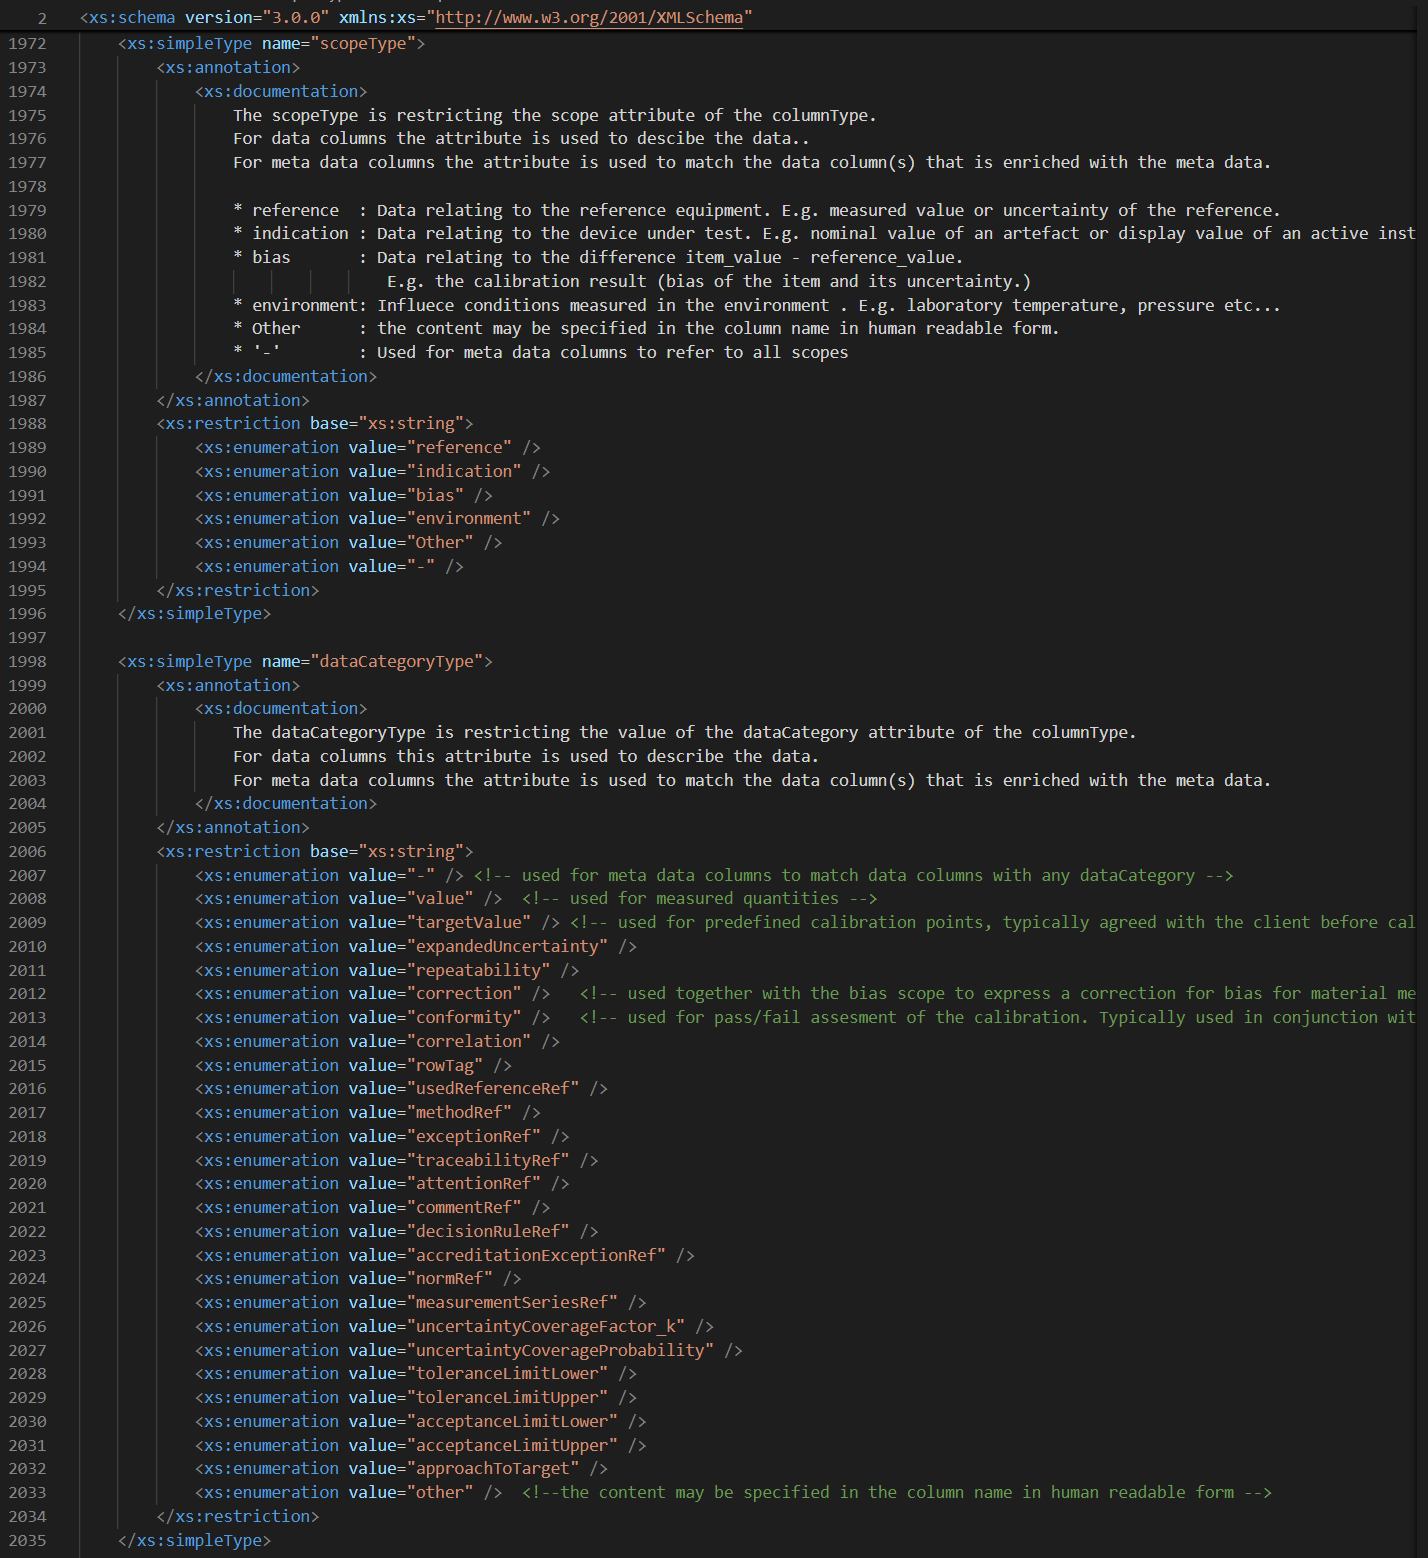 2 <xs:schema version="3.0.0" xmlns:xs="http://www.w3.org/2001/XMLSchema"
1972 <xs:simpleType name="scopeType">
1973 <xs:annotation>
1974 <xs:documentation>
1975 The scopeType is restricting the scope attribute of the columnType.
1976 For data columns the attribute is used to descibe the data..
1977 For meta data columns the attribute is used to match the data column(s) that is enriched with the meta data.
1978
1979 * reference  : Data relating to the reference equipment. E.g. measured value or uncertainty of the reference.
1980 * indication : Data relating to the device under test. E.g. nominal value of an artefact or display value of an active inst
1981 * bias       : Data relating to the difference item_value - reference_value.
1982 E.g. the calibration result (bias of the item and its uncertainty.)
1983 * environment: Influece conditions measured in the environment . E.g. laboratory temperature, pressure etc...
1984 * Other      : the content may be specified in the column name in human readable form.
1985 * '-'        : Used for meta data columns to refer to all scopes
1986 </xs:documentation>
1987 </xs:annotation>
1988 <xs:restriction base="xs:string">
1989 <xs:enumeration value="reference" />
1990 <xs:enumeration value="indication" />
1991 <xs:enumeration value="bias" />
1992 <xs:enumeration value="environment" />
1993 <xs:enumeration value="Other" />
1994 <xs:enumeration value="-" />
1995 </xs:restriction>
1996 </xs:simpleType>
1997
1998 <xs:simpleType name="dataCategoryType">
1999 <xs:annotation>
2000 <xs:documentation>
2001 The dataCategoryType is restricting the value of the dataCategory attribute of the columnType.
2002 For data columns this attribute is used to describe the data.
2003 For meta data columns the attribute is used to match the data column(s) that is enriched with the meta data.
2004 </xs:documentation>
2005 </xs:annotation>
2006 <xs:restriction base="xs:string">
2007 <xs:enumeration value="-" /> <!-- used for meta data columns to match data columns with any dataCategory -->
2008 <xs:enumeration value="value" />  <!-- used for measured quantities -->
2009 <xs:enumeration value="targetValue" /> <!-- used for predefined calibration points, typically agreed with the client before cal
2010 <xs:enumeration value="expandedUncertainty" />
2011 <xs:enumeration value="repeatability" />
2012 <xs:enumeration value="correction" />   <!-- used together with the bias scope to express a correction for bias for material me
2013 <xs:enumeration value="conformity" />   <!-- used for pass/fail assesment of the calibration. Typically used in conjunction wit
2014 <xs:enumeration value="correlation" />
2015 <xs:enumeration value="rowTag" />
2016 <xs:enumeration value="usedReferenceRef" />
2017 <xs:enumeration value="methodRef" />
2018 <xs:enumeration value="exceptionRef" />
2019 <xs:enumeration value="traceabilityRef" />
2020 <xs:enumeration value="attentionRef" />
2021 <xs:enumeration value="commentRef" />
2022 <xs:enumeration value="decisionRuleRef" />
2023 <xs:enumeration value="accreditationExceptionRef" />
2024 <xs:enumeration value="normRef" />
2025 <xs:enumeration value="measurementSeriesRef" />
2026 <xs:enumeration value="uncertaintyCoverageFactor_k" />
2027 <xs:enumeration value="uncertaintyCoverageProbability" />
2028 <xs:enumeration value="toleranceLimitLower" />
2029 <xs:enumeration value="toleranceLimitUpper" />
2030 <xs:enumeration value="acceptanceLimitLower" />
2031 <xs:enumeration value="acceptanceLimitUpper" />
2032 <xs:enumeration value="approachToTarget" />
2033 <xs:enumeration value="other" />  <!--the content may be specified in the column name in human readable form -->
2034 </xs:restriction>
2035 </xs:simpleType>